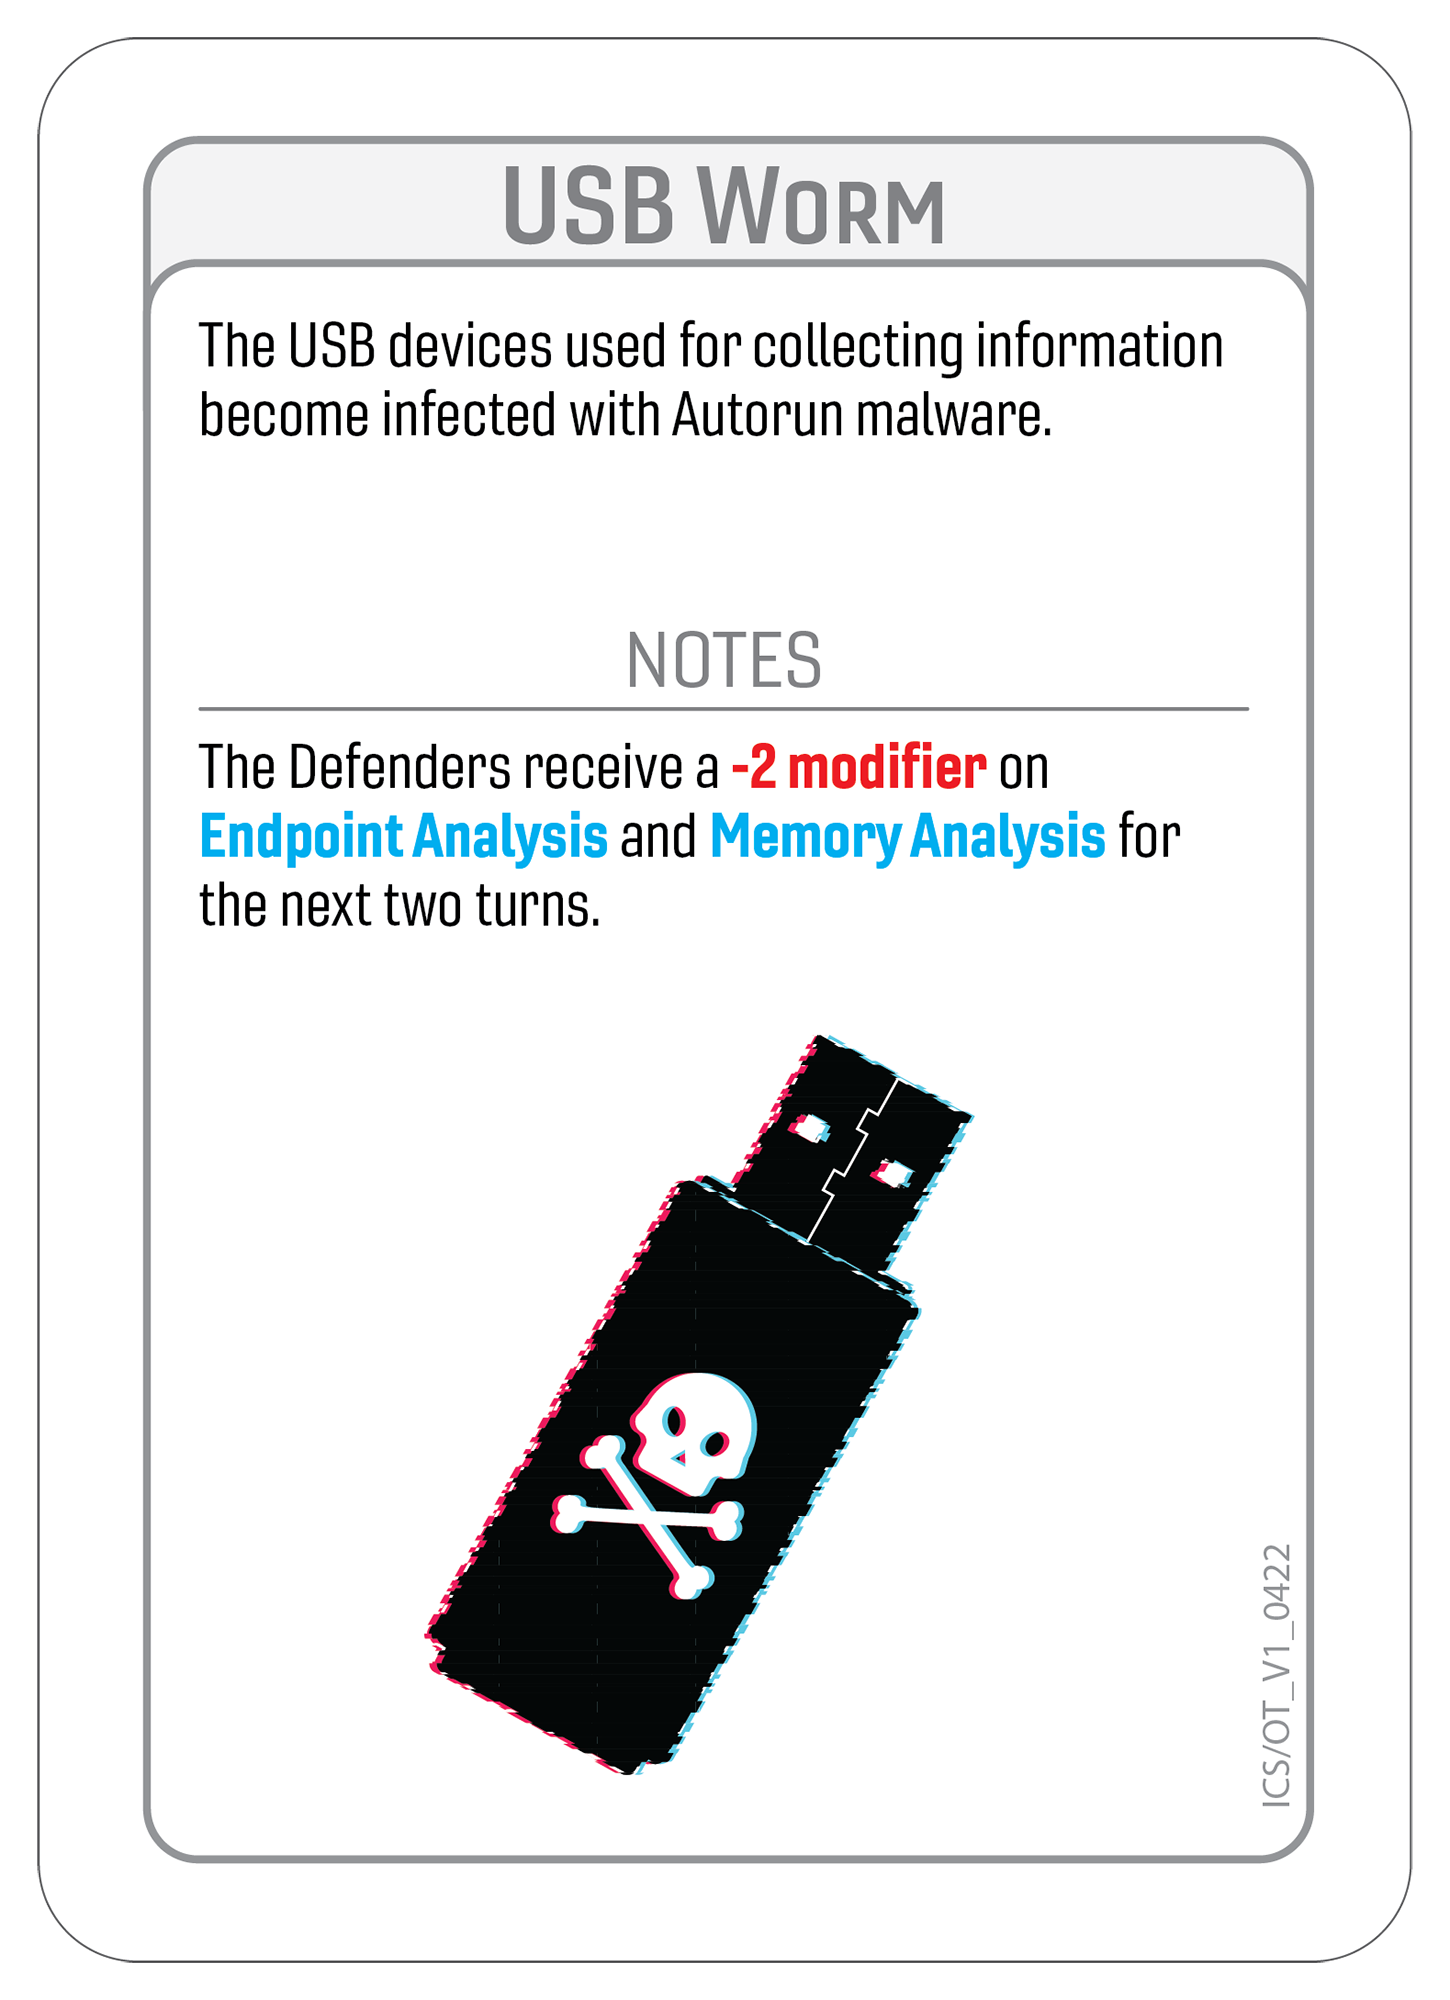 USB Worm
The USB devices used for collecting information
become infected with Autorun malware.
NOTES
The Defenders receive a -2 modifier on
Endpoint Analysis and Memory Analysis for
the next two turns.
ICS/OT_V1_0422